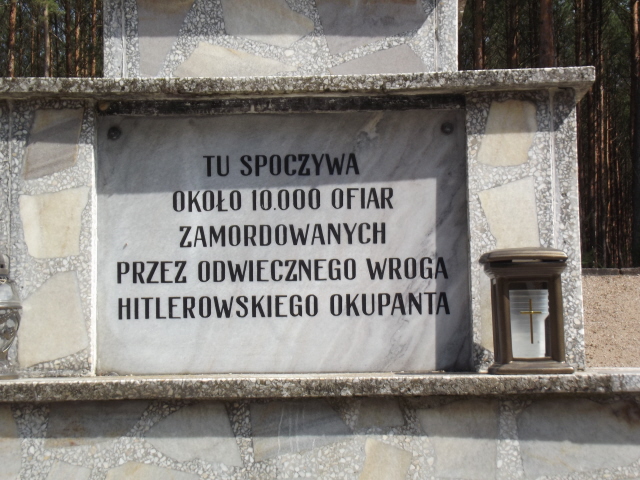 TU SPOCZYWA
OKOŁO 10.000 OFIAR
ZAMORDOWANYCH
PRZEZ ODWIECZNEGO WROGA
HITLEROWSKIEGO OKUPANTA